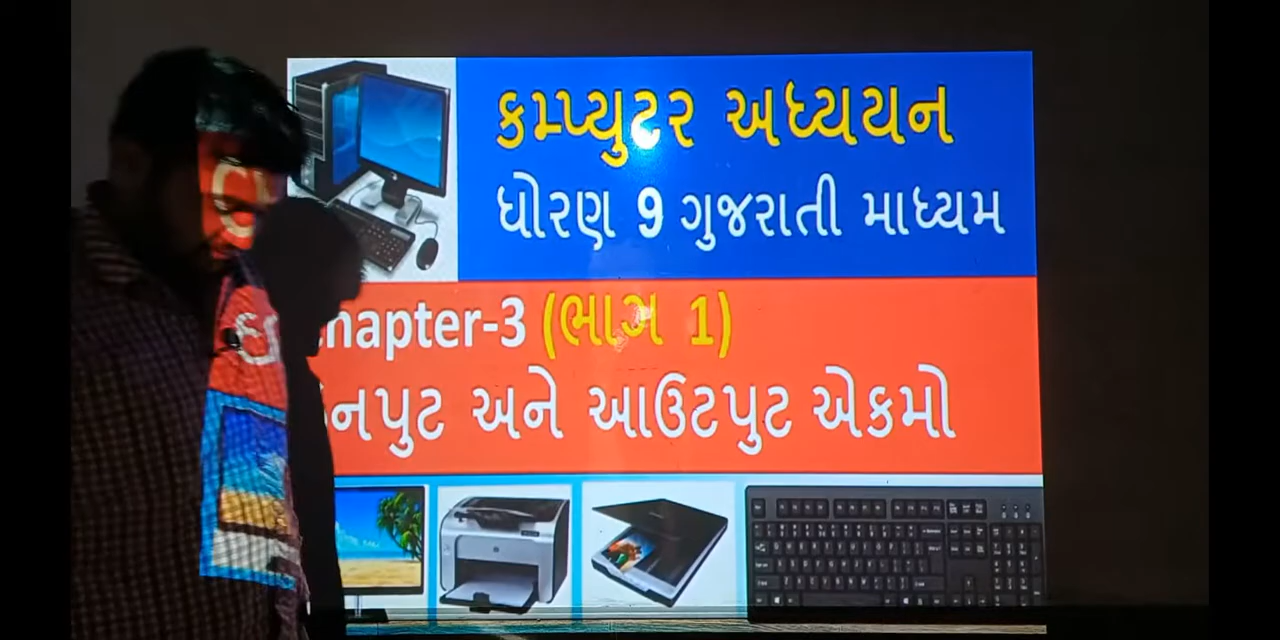 કમ્પ્યુટર અધ્યયન
ધોરણ 9 ગુજરાતી માધ્યમ
hapter-3 (ભાગ 1)
નપુટ અને આઉટપુટ એકમો